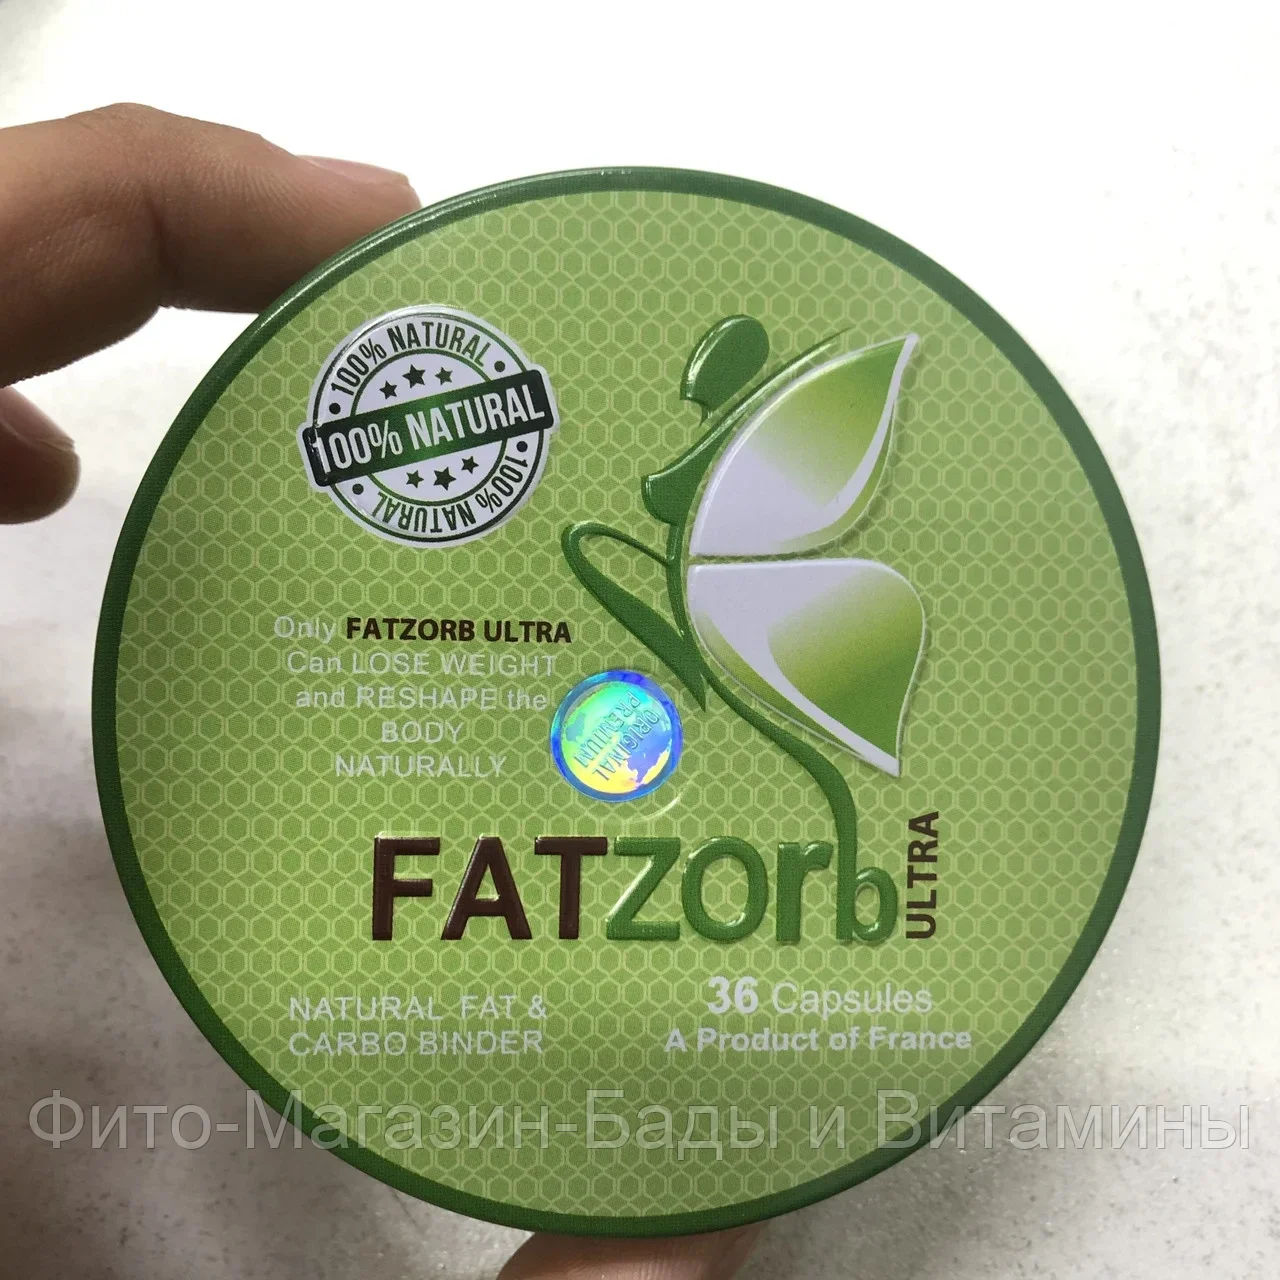 100% NATURAL
100% NATURAL
100% NATURAL
Only FATZORB ULTRA
Can LOSE WEIGHT
and RESHAPE the
BODY
NATURALLY
ORIGINAL
PREMIUM
FATZORB ULTRA
36 Capsules
A Product of France
NATURAL FAT &
CARBO BINDER
Фито-Магазин-Бады и Витамины